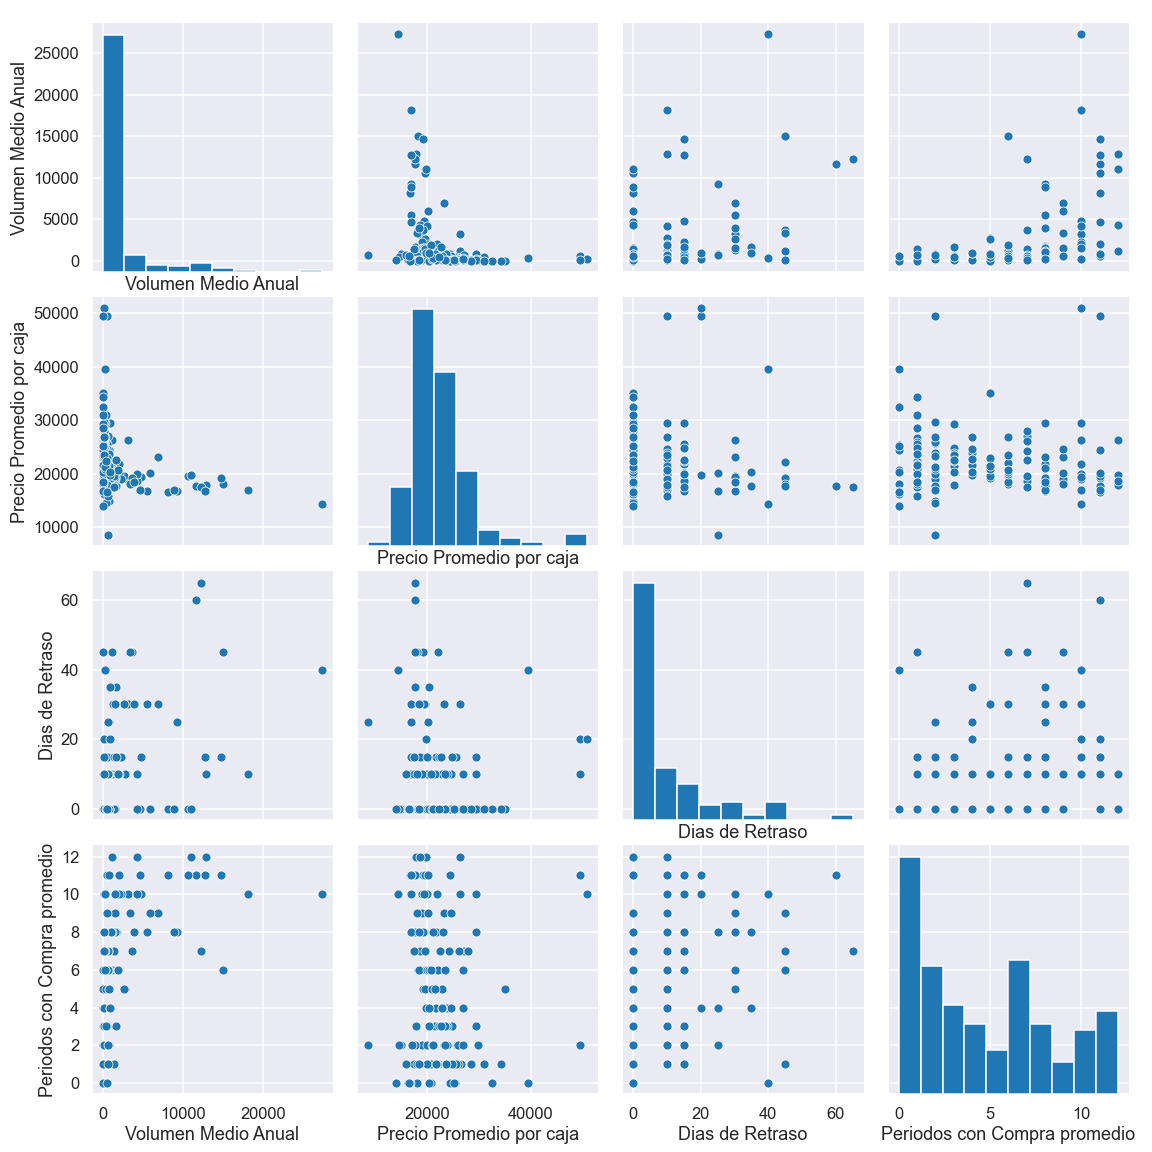 25000
20000
15000
10000
5000
0
Volumen Medio Anual
Volumen Medio Anual
50000
40000
30000
20000
10000
Precio Promedio por caja
Precio Promedio por caja
60
40
20
0
Dias de Retraso
Dias de Retraso
12
10
8
6
4
2
0
Periodos con Compra promedio
0 10000 20000
20000 40000
0 20 40 60
0 5 10
Volumen Medio Anual
Precio Promedio por caja
Dias de Retraso
Periodos con Compra promedio